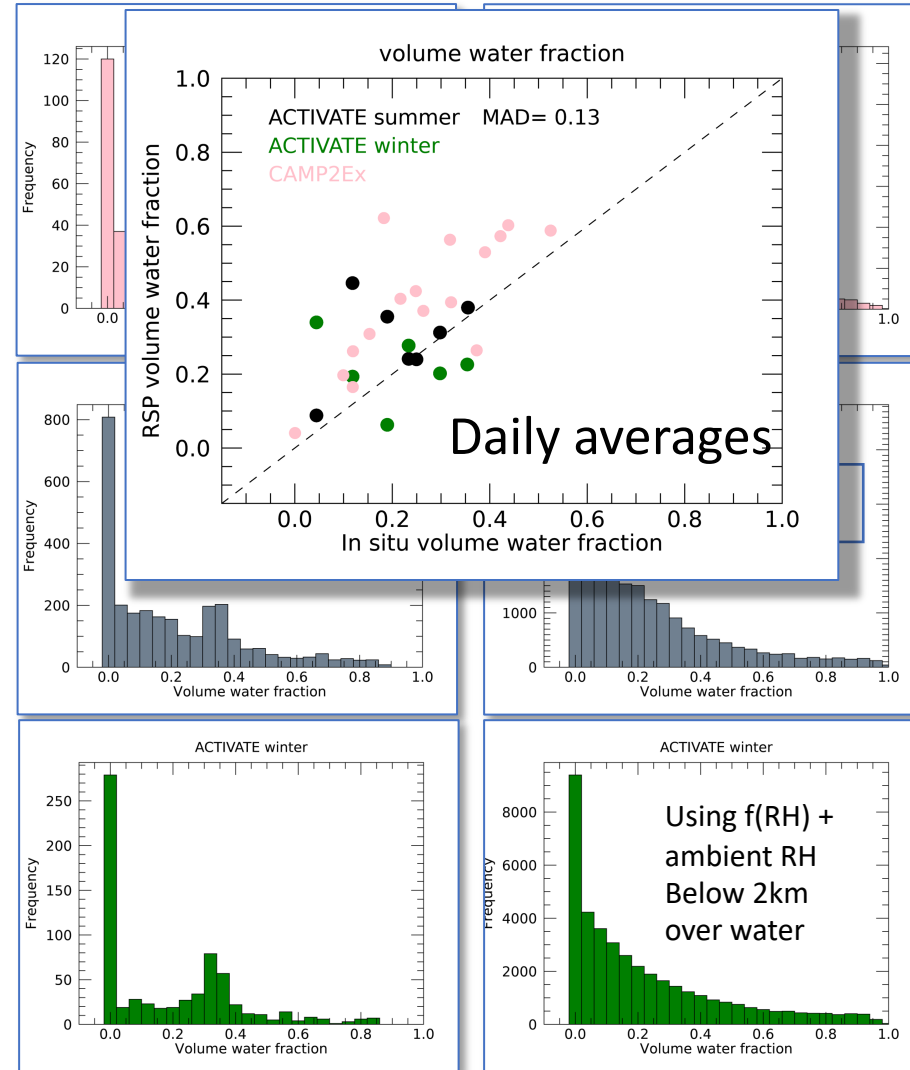 volume water fraction
ACTIVATE summer MAD= 0.13
ACTIVATE winter
CAMP2Ex
RSP volume water fraction
1.0
0.8
0.6
0.4
0.2
0.0
0.0 0.2 0.4 0.6 0.8 1.0
In situ volume water fraction
Daily averages
Frequency
120
100
80
60
40
20
0
0.0
1.0
Frequency
800
600
400
200
0
0.0 0.2 0.4 0.6 0.8 1.0
Volume water fraction
1000
0
0.0 0.2 0.4 0.6 0.8 1.0
Volume water fraction
ACTIVATE winter
Frequency
250
200
150
100
50
0
0.0 0.2 0.4 0.6 0.8 1.0
Volume water fraction
ACTIVATE winter
Frequency
8000
6000
4000
2000
0
0.0 0.2 0.4 0.6 0.8 1.0
Volume water fraction
Using f(RH) +
ambient RH
Below 2km
over water